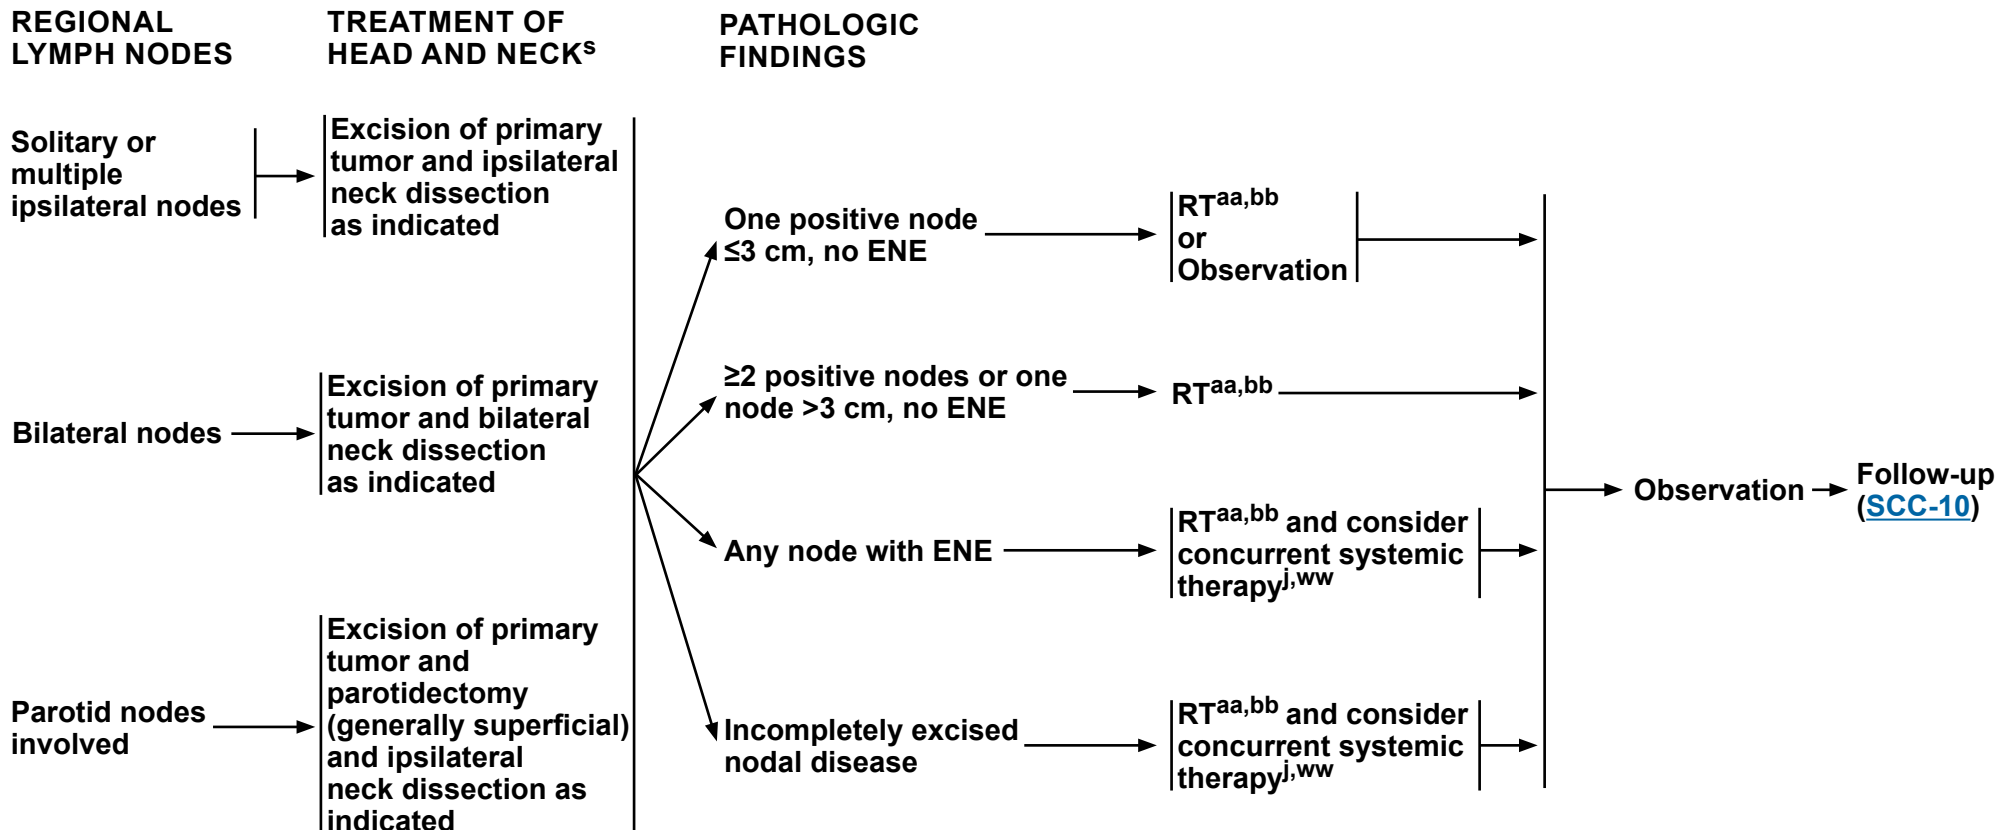 REGIONAL
LYMPH NODES
TREATMENT OF
HEAD AND NECKs
PATHOLOGIC
FINDINGS
Solitary or
multiple
ipsilateral nodes
Excision of primary
tumor and ipsilateral
neck dissection
as indicated
Bilateral nodes
Excision of primary
tumor and bilateral
neck dissection
as indicated
Parotid nodes
involved
Excision of primary
tumor and
parotidectomy
(generally superficial)
and ipsilateral
neck dissection as
indicated
One positive node
≤3 cm, no ENE
RTaa,bb
or
Observation
≥2 positive nodes or one
node >3 cm, no ENE
RTaa,bb
Any node with ENE
RTaa,bb and consider
concurrent systemic
therapyj,ww
Incompletely excised
nodal disease
RTaa,bb and consider
concurrent systemic
therapyj,ww
Observation
Follow-up
(SCC-10)